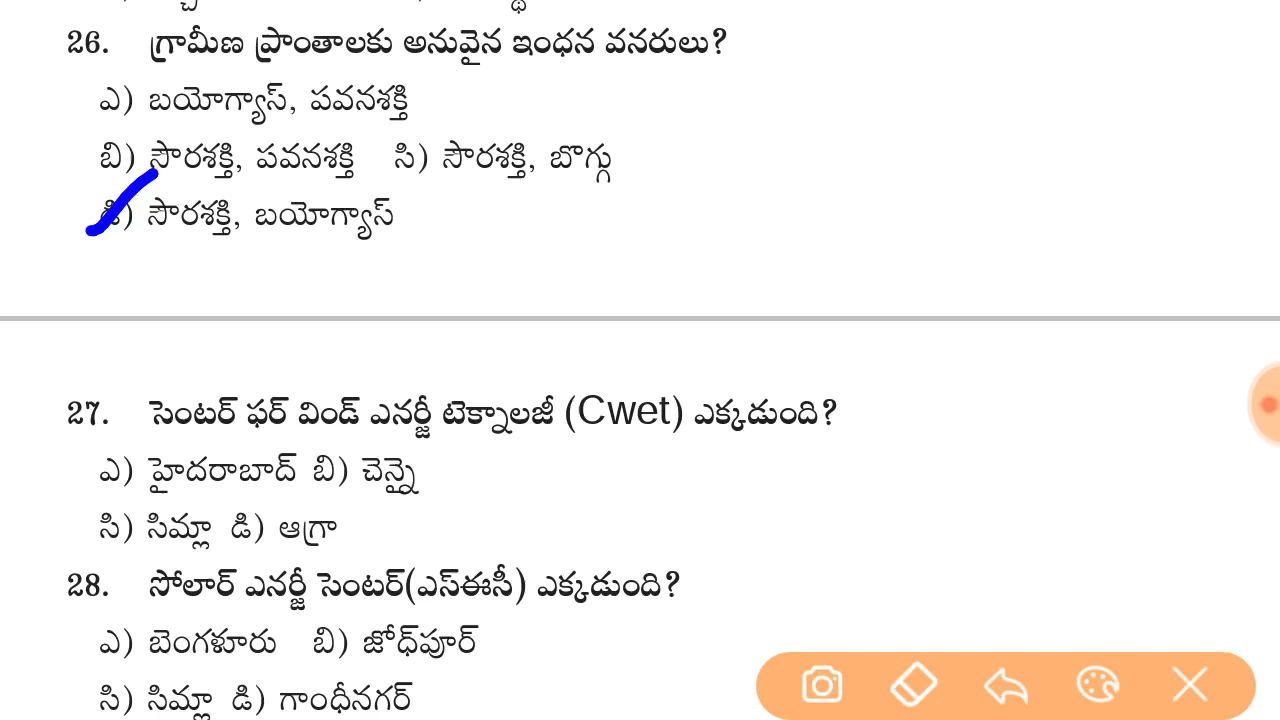 26. గ్రామీణ ప్రాంతాలకు అనువైన ఇంధన వనరులు?
ఎ) బయోగ్యాస్, పవనశక్తి
బి) సౌరశక్తి, పవనశక్తి సి) సౌరశక్తి, బొగ్గు
డి) సౌరశక్తి, బయోగ్యాస్
27. సెంటర్ ఫర్ విండ్ ఎనర్జీ టెక్నాలజీ (Cwet) ఎక్కడుంది?
ఎ) హైదరాబాద్ బి) చెన్నై
సి) సిమ్లా డి) ఆగ్రా
28. సోలార్ ఎనర్జీ సెంటర్(ఎస్ఈసీ) ఎక్కడుంది?
ఎ) బెంగళూరు బి) జోధ్‌పూర్
సి) సిమ్లా డి) గాంధీనగర్